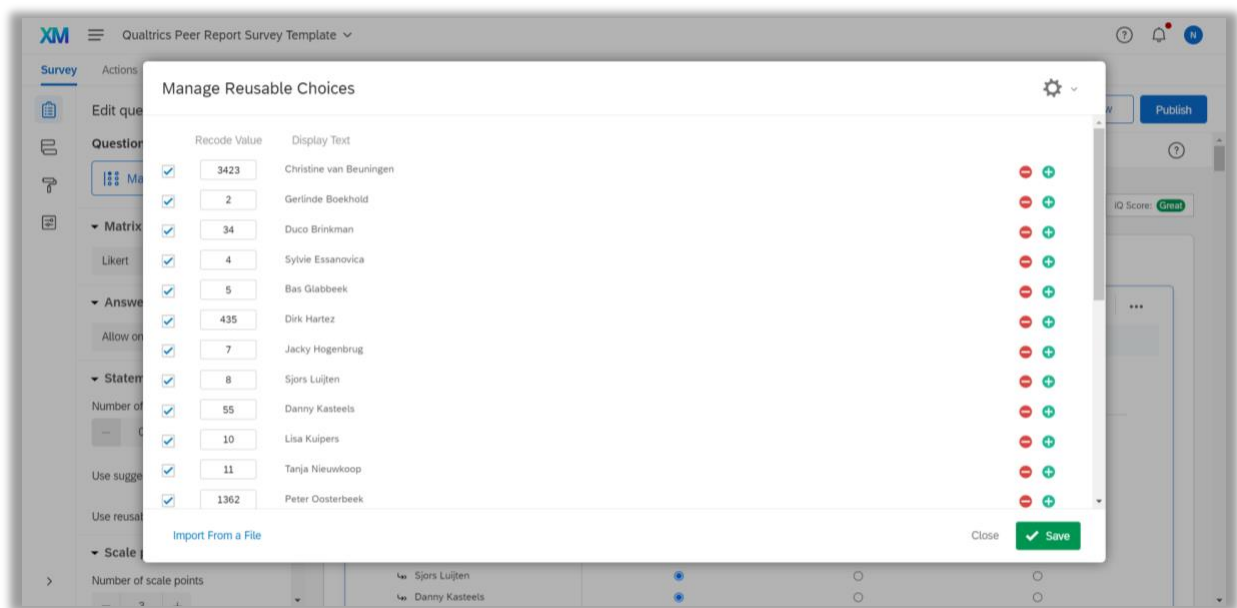 XM Qualtrics Peer Report Survey Template N
Survey Actions
Manage Reusable Choices
Edit que
Publish
Recode Value Display Text
Question
3423 Christine van Beuningen
2 Gerlinde Boekhold
iQ Score: Great
34 Duco Brinkman
Matrix
4 Sylvie Essanovica
Likert
5 Bas Glabbeek
Answe
435 Dirk Hartez
Allow on
7 Jacky Hogenbrug
Statem
8 Sjors Luijten
Number of
55 Danny Kasteels
10 Lisa Kuipers
11 Tanja Nieuwkoop
Use sugge
1362 Peter Oosterbeek
Use reusa
Import From a File Close Save
Scale
Number of scale points
Sjors Luijten
Danny Kasteels